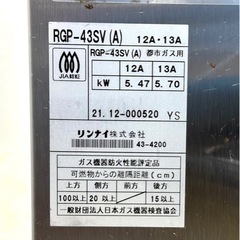 RGP-43SV(A) 12A・13A
RGP-43SV(A) 都市ガス用
12A 13A
kW 5.47 5.70
JIA認証
21.12-000520 YS
リンナイ株式会社
43-4200
ガス機器防火性能評定品
可燃物からの離隔距離(cm)
上方 側方 前方 後方
100以上 20以上 / 15以上
一般財団法人日本ガス機器検査協会